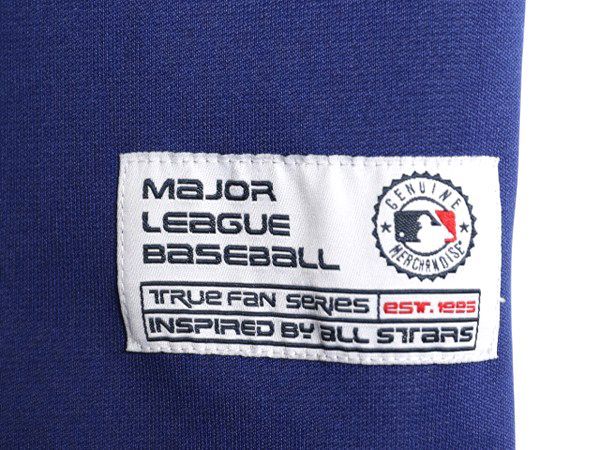 Major
League
Baseball
GENUINE
MERCHANDISE
True Fan Series est. 1995
Inspired by all stars